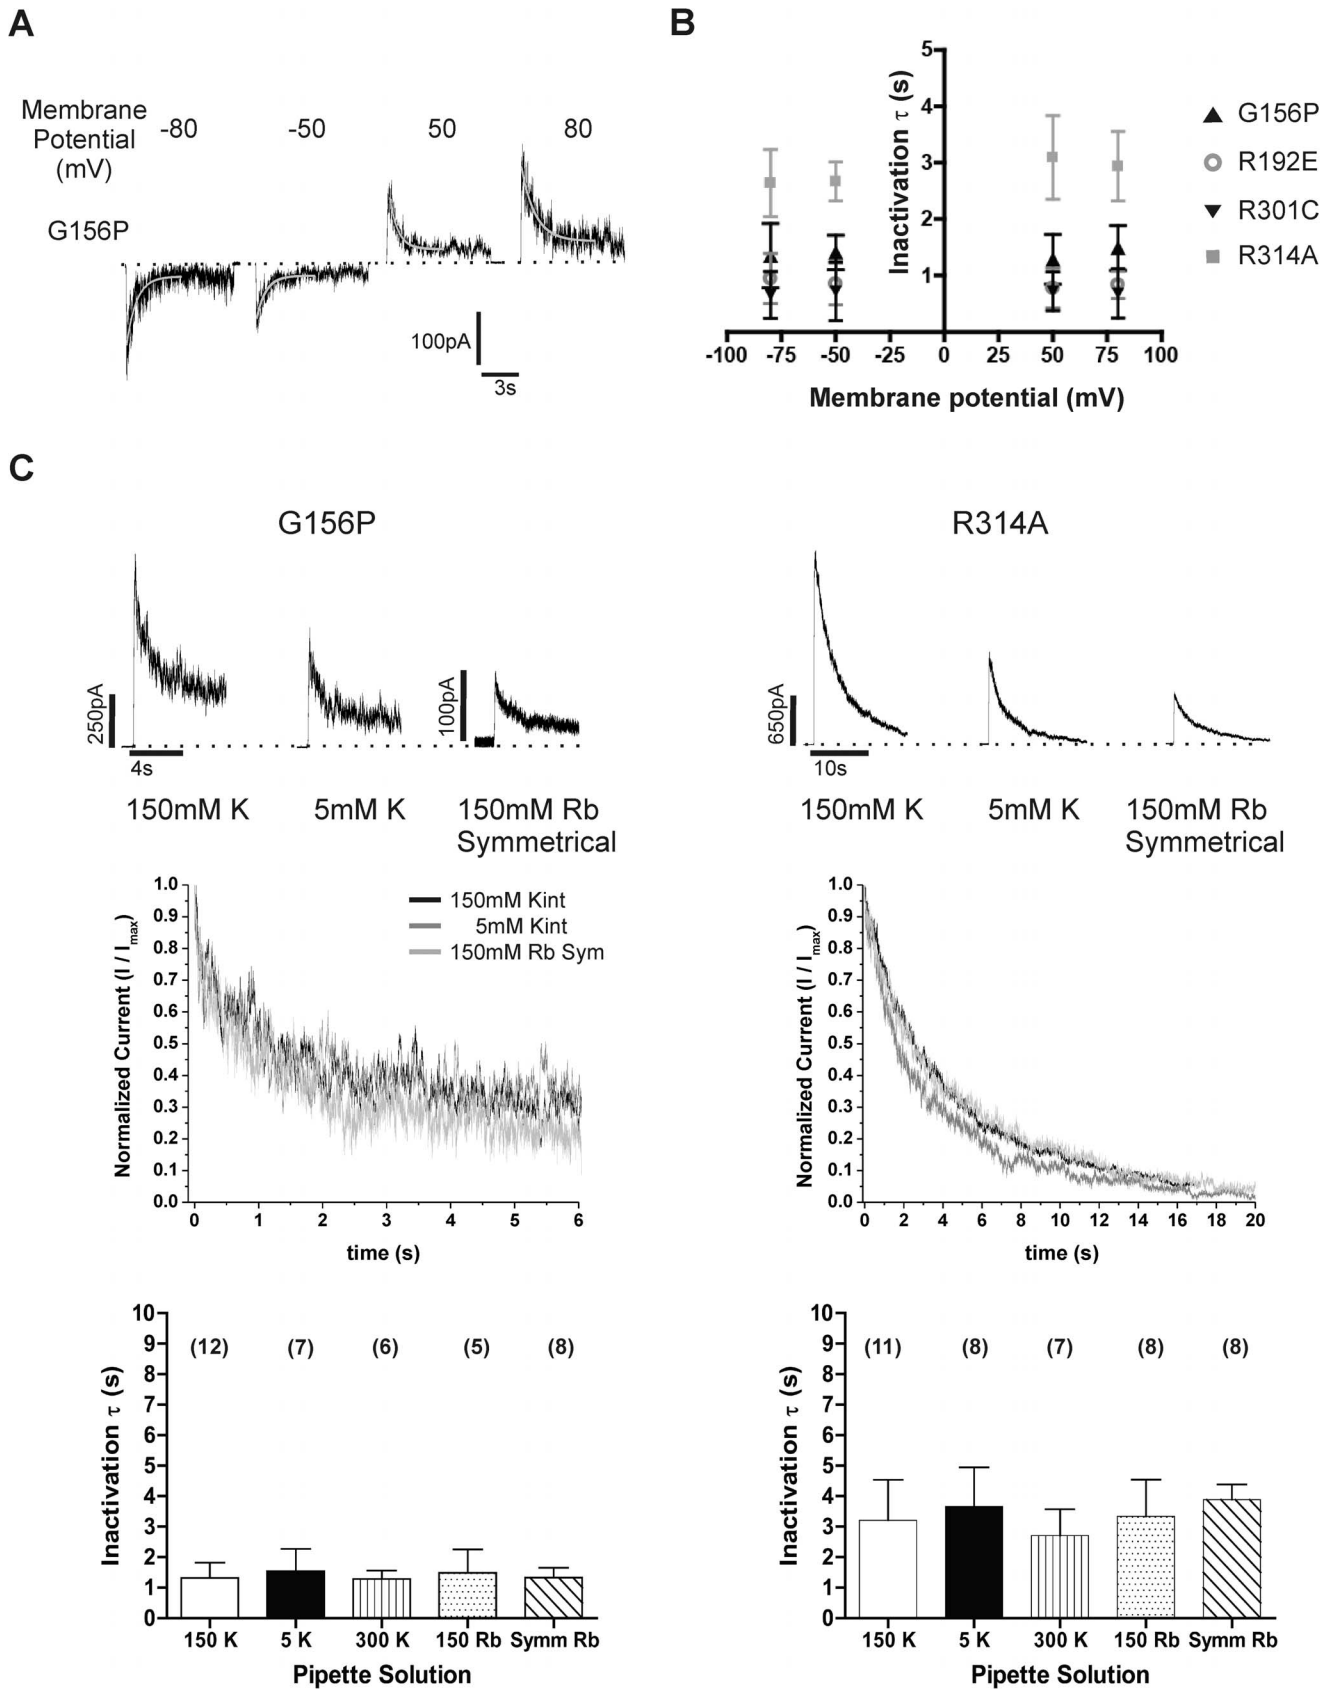 A
Membrane
Potential
(mV)
-80 -50 50 80
G156P
100pA
3s
B
5
4
3
2
1
Inactivation τ (s)
-100 -75 -50 -25 0 25 50 75 100
Membrane potential (mV)
G156P
R192E
R301C
R314A
C
G156P
250pA
4s
100pA
150mM K 5mM K 150mM Rb
Symmetrical
R314A
650pA
10s
150mM K 5mM K 150mM Rb
Symmetrical
1.0
0.9
0.8
0.7
0.6
0.5
0.4
0.3
0.2
0.1
0.0
Normalized Current (I / Imax)
150mM Kint
5mM Kint
150mM Rb Sym
0 1 2 3 4 5 6
time (s)
1.0
0.9
0.8
0.7
0.6
0.5
0.4
0.3
0.2
0.1
0.0
Normalized Current (I / Imax)
0 2 4 6 8 10 12 14 16 18 20
time (s)
10
9
8
7
6
5
4
3
2
1
0
Inactivation τ (s)
(12) (7) (6) (5) (8)
150 K 5 K 300 K 150 Rb Symm Rb
Pipette Solution
10
9
8
7
6
5
4
3
2
1
0
Inactivation τ (s)
(11) (8) (7) (8) (8)
150 K 5 K 300 K 150 Rb Symm Rb
Pipette Solution